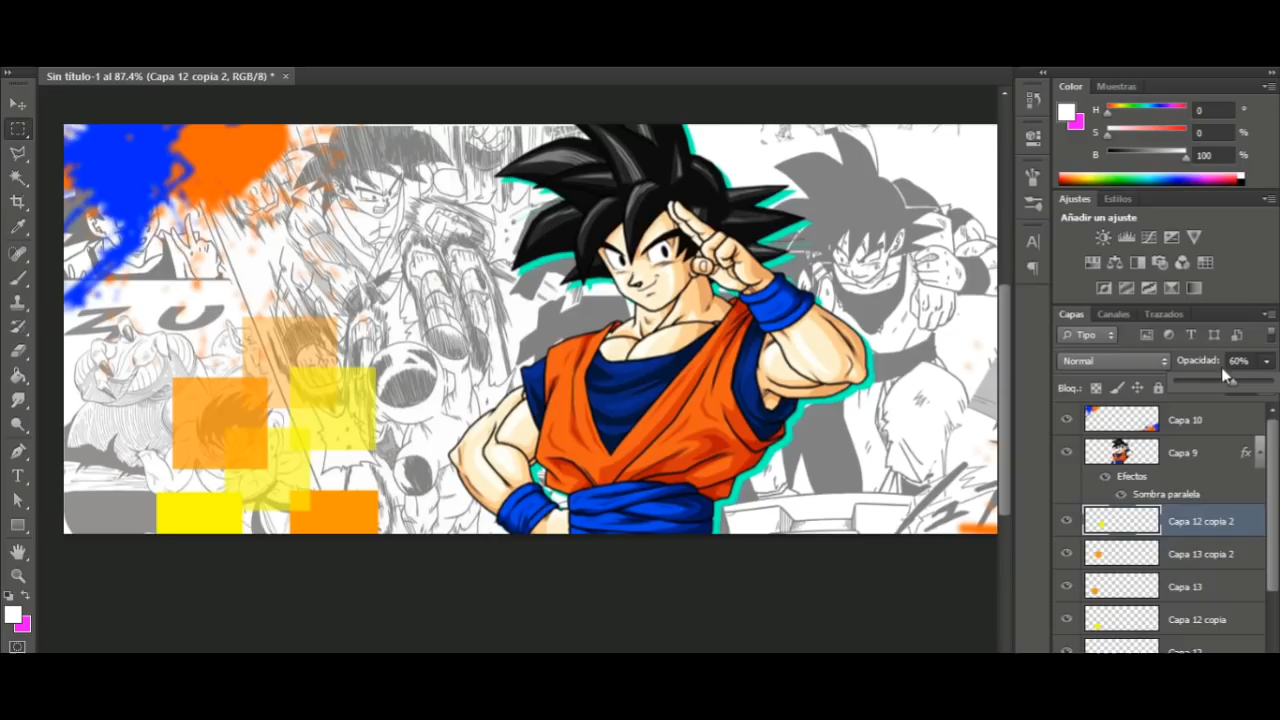 Sin título-1 al 87.4% (Capa 12 copia 2, RGB/8) * ×
Color Muestras
H 0 °
S 0 %
B 100 %
Ajustes Estilos
Añadir un ajuste
Capas Canales Trazados
Tipo
Normal Opacidad: 60%
Bloq.:
Capa 10
Capa 9 fx
Efectos
Sombra paralela
Capa 12 copia 2
Capa 13 copia 2
Capa 13
Capa 12 copia